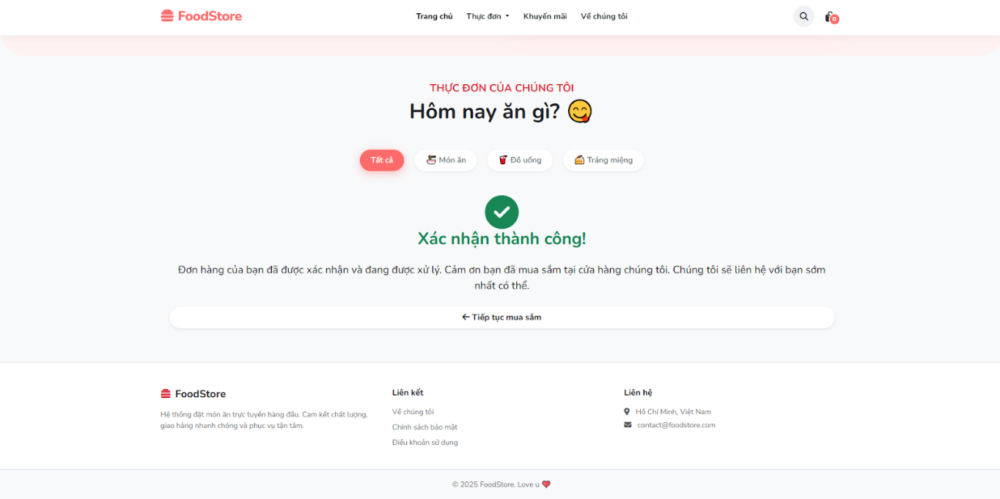 FoodStore
Trang chủ
Thực đơn
Khuyến mãi
Về chúng tôi
0
THỰC ĐƠN CỦA CHÚNG TÔI
Hôm nay ăn gì? 😋
Tất cả
🍜 Món ăn
🥤 Đồ uống
🍰 Tráng miệng
Xác nhận thành công!
Đơn hàng của bạn đã được xác nhận và đang được xử lý. Cảm ơn bạn đã mua sắm tại cửa hàng chúng tôi. Chúng tôi sẽ liên hệ với bạn sớm
nhất có thể.
← Tiếp tục mua sắm
FoodStore
Hệ thống đặt món ăn trực tuyến hàng đầu. Cam kết chất lượng,
giao hàng nhanh chóng và phục vụ tận tâm.
Liên kết
Về chúng tôi
Chính sách bảo mật
Điều khoản sử dụng
Liên hệ
Hồ Chí Minh, Việt Nam
contact@foodstore.com
© 2025 FoodStore. Love u ❤️